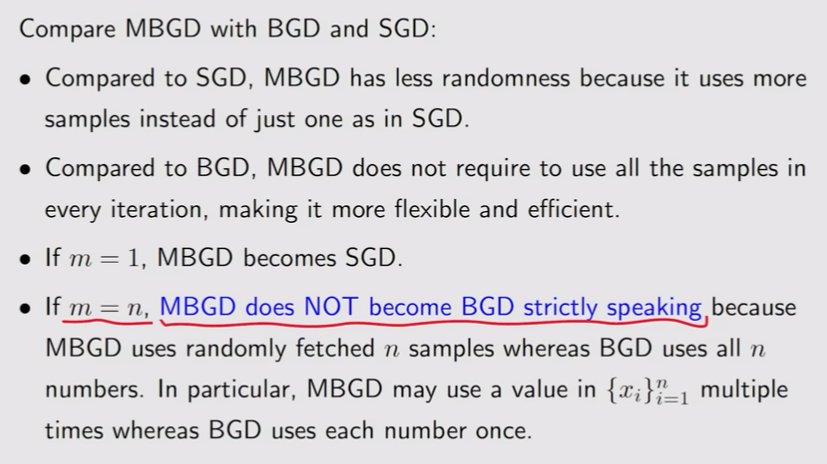 Compare MBGD with BGD and SGD:
• Compared to SGD, MBGD has less randomness because it uses more
samples instead of just one as in SGD.
• Compared to BGD, MBGD does not require to use all the samples in
every iteration, making it more flexible and efficient.
• If m = 1, MBGD becomes SGD.
• If m = n, MBGD does NOT become BGD strictly speaking, because
MBGD uses randomly fetched n samples whereas BGD uses all n
numbers. In particular, MBGD may use a value in {x_i}_{i=1}^n multiple
times whereas BGD uses each number once.